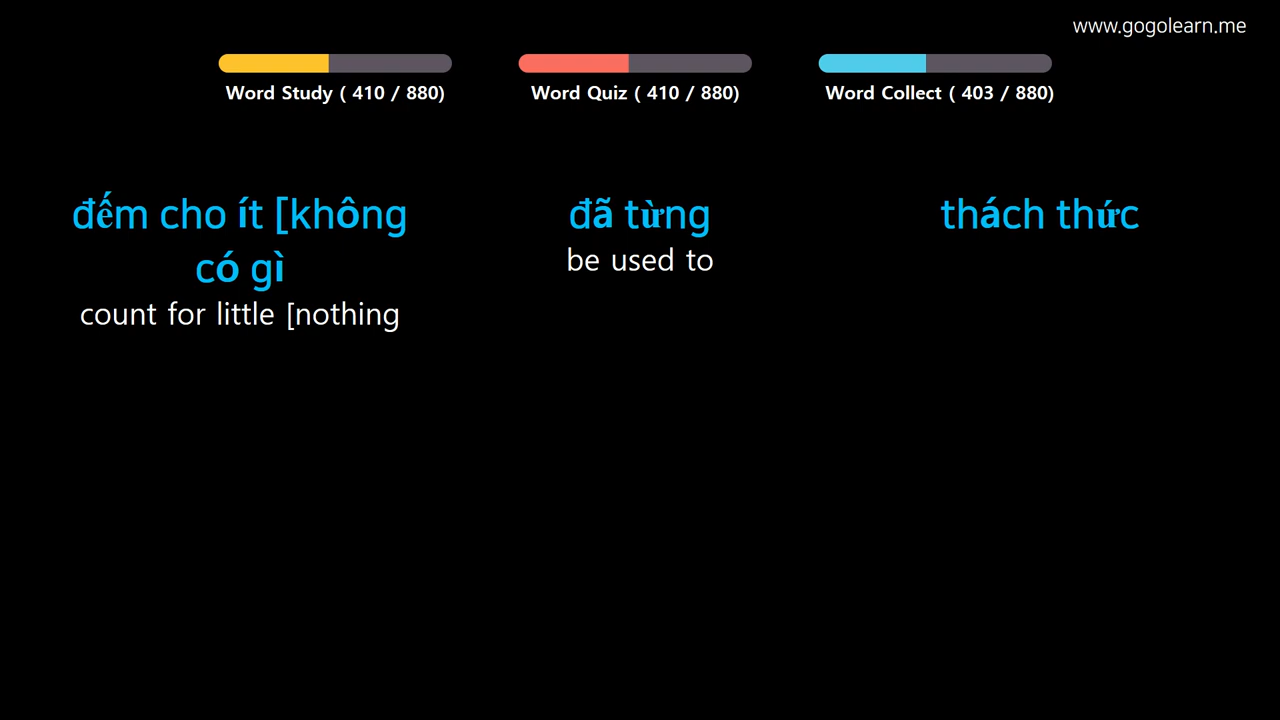 www.gogolearn.me
Word Study ( 410 / 880)
Word Quiz ( 410 / 880)
Word Collect ( 403 / 880)
đếm cho ít [không
có gì
count for little [nothing
đã từng
be used to
thách thức